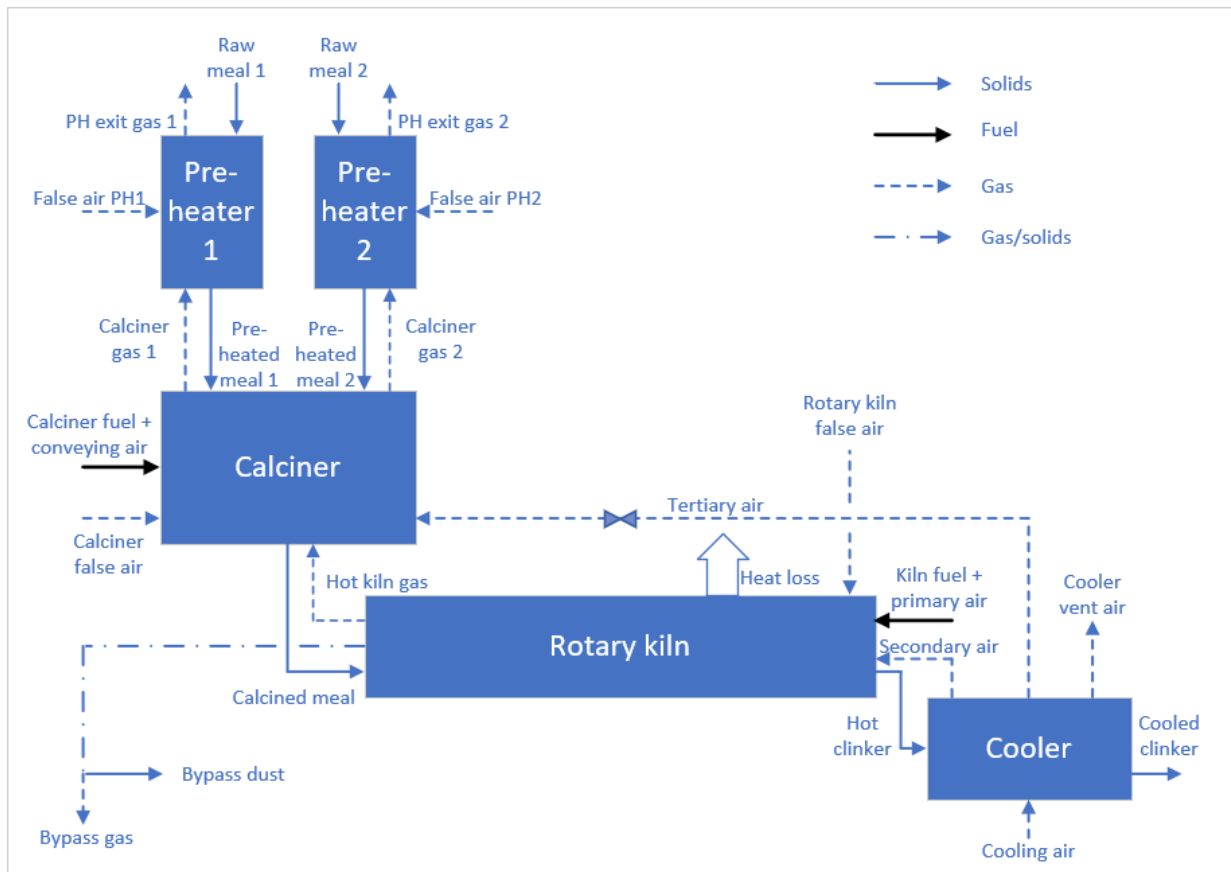 Raw
meal 1
Raw
meal 2
PH exit gas 1
PH exit gas 2
Solids
Fuel
Gas
Gas/solids
Pre-
heater
1
Pre-
heater
2
False air PH1
False air PH2
Calciner
gas 1
Pre-
heated
meal 1
Pre-
heated
meal 2
Calciner
gas 2
Calciner fuel +
conveying air
Calciner
Rotary kiln
false air
Tertiary air
Calciner
false air
Hot kiln gas
Heat loss
Kiln fuel +
primary air
Cooler
vent air
Rotary kiln
Secondary air
Calcined meal
Hot
clinker
Cooler
Cooled
clinker
Bypass dust
Bypass gas
Cooling air